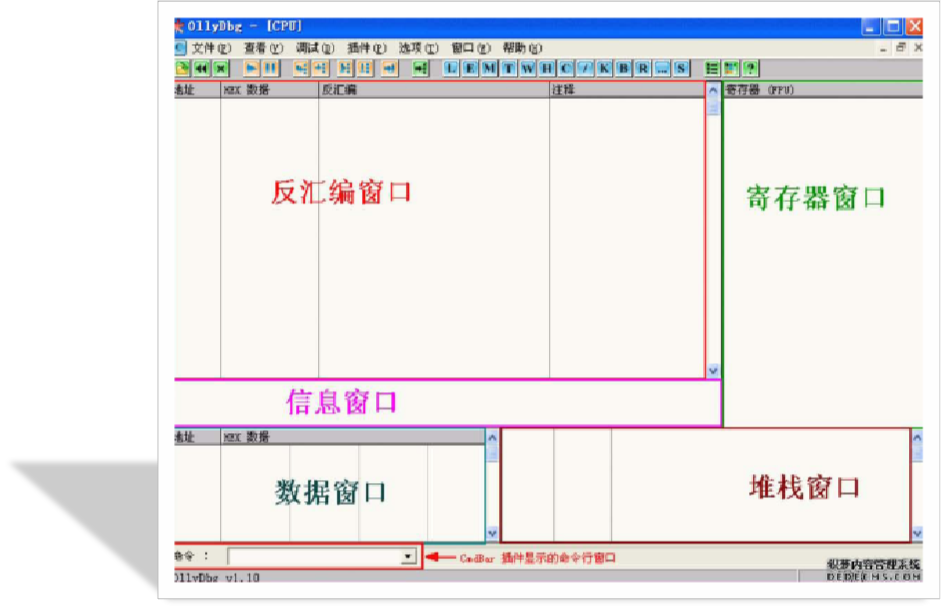 OllyDbg - [CPU]
文件(F) 查看(V) 调试(D) 插件(P) 选项(T) 窗口(W) 帮助(H)
L E M T W H C / K B R ... S
地址 HEX 数据 反汇编 注释 寄存器 (FPU)
反汇编窗口
寄存器窗口
信息窗口
地址 HEX 数据
数据窗口
堆栈窗口
命令 :
CmdBar 插件显示的命令行窗口
织梦内容管理系统
DEDECMS.COM
OllyDbg v1.10